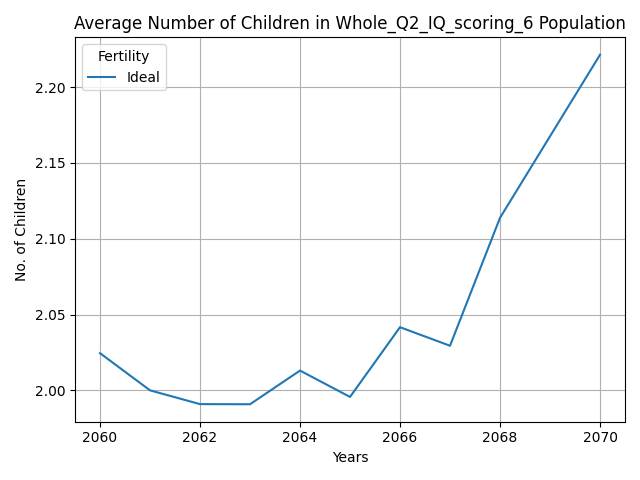 Average Number of Children in Whole_Q2_IQ_scoring_6 Population
Fertility
Ideal
No. of Children
2.20
2.15
2.10
2.05
2.00
2060 2062 2064 2066 2068 2070
Years